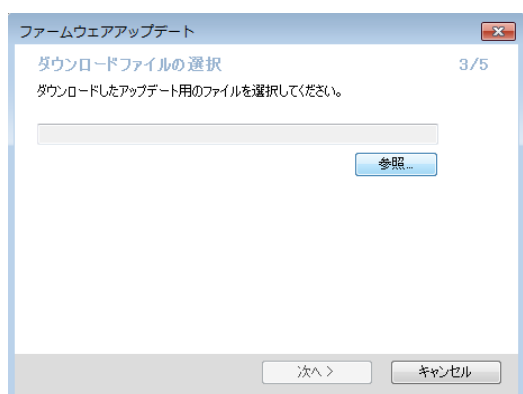 ファームウェアアップデート
ダウンロードファイルの選択 3/5
ダウンロードしたアップデート用のファイルを選択してください。
参照...
次へ > キャンセル